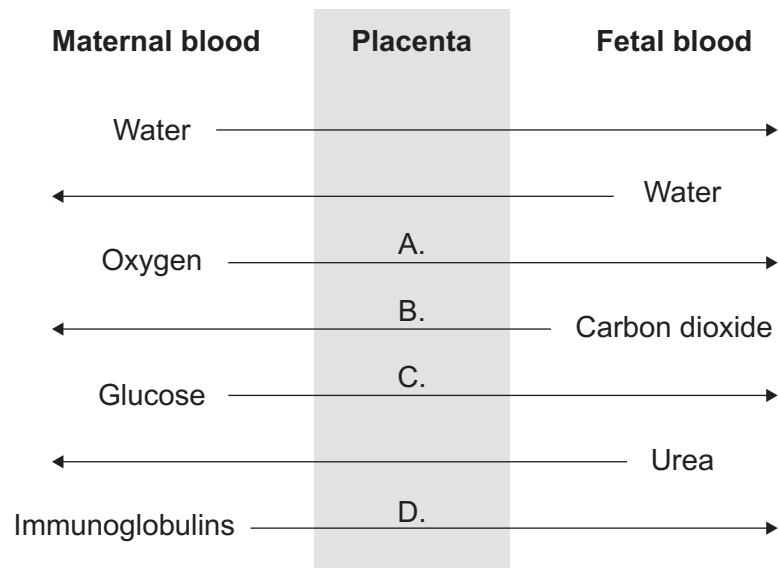 Maternal blood Placenta Fetal blood
Water
Water
A.
Oxygen
B.
Carbon dioxide
C.
Glucose
Urea
D.
Immunoglobulins